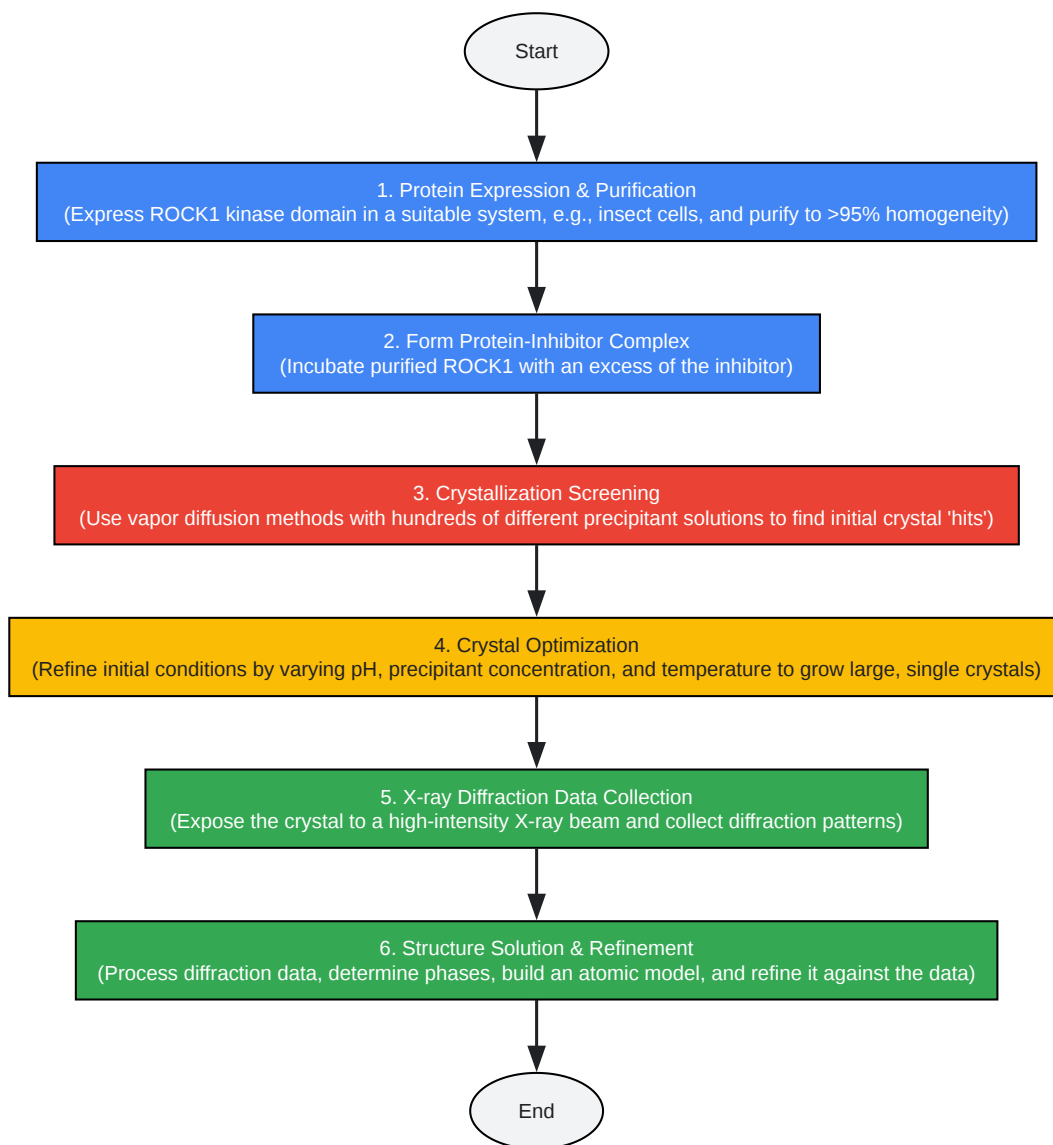 Start
1. Protein Expression & Purification
(Express ROCK1 kinase domain in a suitable system, e.g., insect cells, and purify to >95% homogeneity)
2. Form Protein-Inhibitor Complex
(Incubate purified ROCK1 with an excess of the inhibitor)
3. Crystallization Screening
(Use vapor diffusion methods with hundreds of different precipitant solutions to find initial crystal 'hits')
4. Crystal Optimization
(Refine initial conditions by varying pH, precipitant concentration, and temperature to grow large, single crystals)
5. X-ray Diffraction Data Collection
(Expose the crystal to a high-intensity X-ray beam and collect diffraction patterns)
6. Structure Solution & Refinement
(Process diffraction data, determine phases, build an atomic model, and refine it against the data)
End